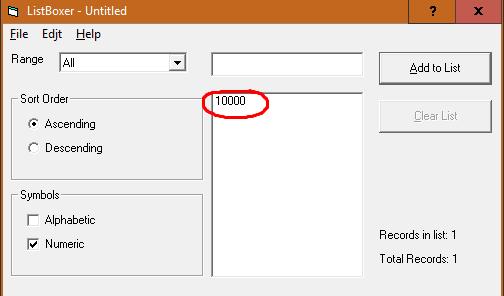 ListBoxer - Untitled
File Edit Help
Range All Add to List
10000
Sort Order
Ascending
Clear List
Descending
Symbols
Alphabetic
Records in list: 1
Numeric
Total Records: 1